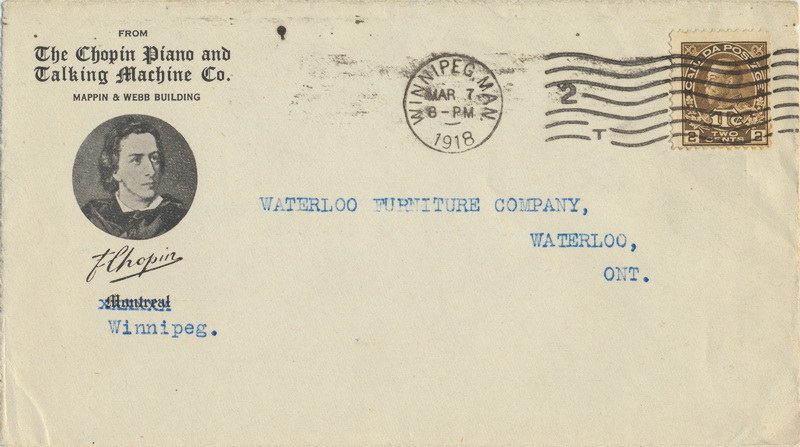 FROM
The Chopin Piano and
Talking Machine Co.
MAPPIN & WEBB BUILDING
F Chopin
Montreal
Winnipeg.
WINNIPEG, MAN.
MAR 7
8 - PM
1918
2
T
CANADA POSTAGE
1TC
2 TWO CENTS 2
WATERLOO FURNITURE COMPANY,
WATERLOO,
ONT.